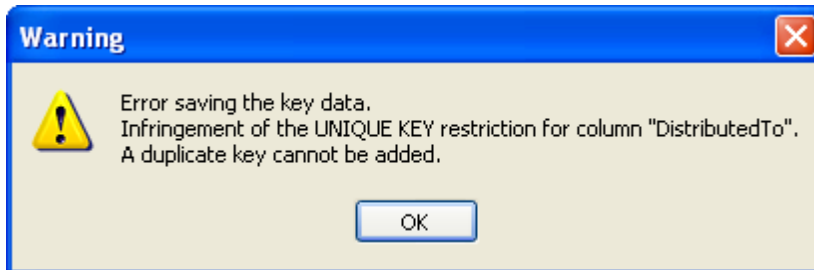 Warning
Error saving the key data.
Infringement of the UNIQUE KEY restriction for column "DistributedTo".
A duplicate key cannot be added.
OK